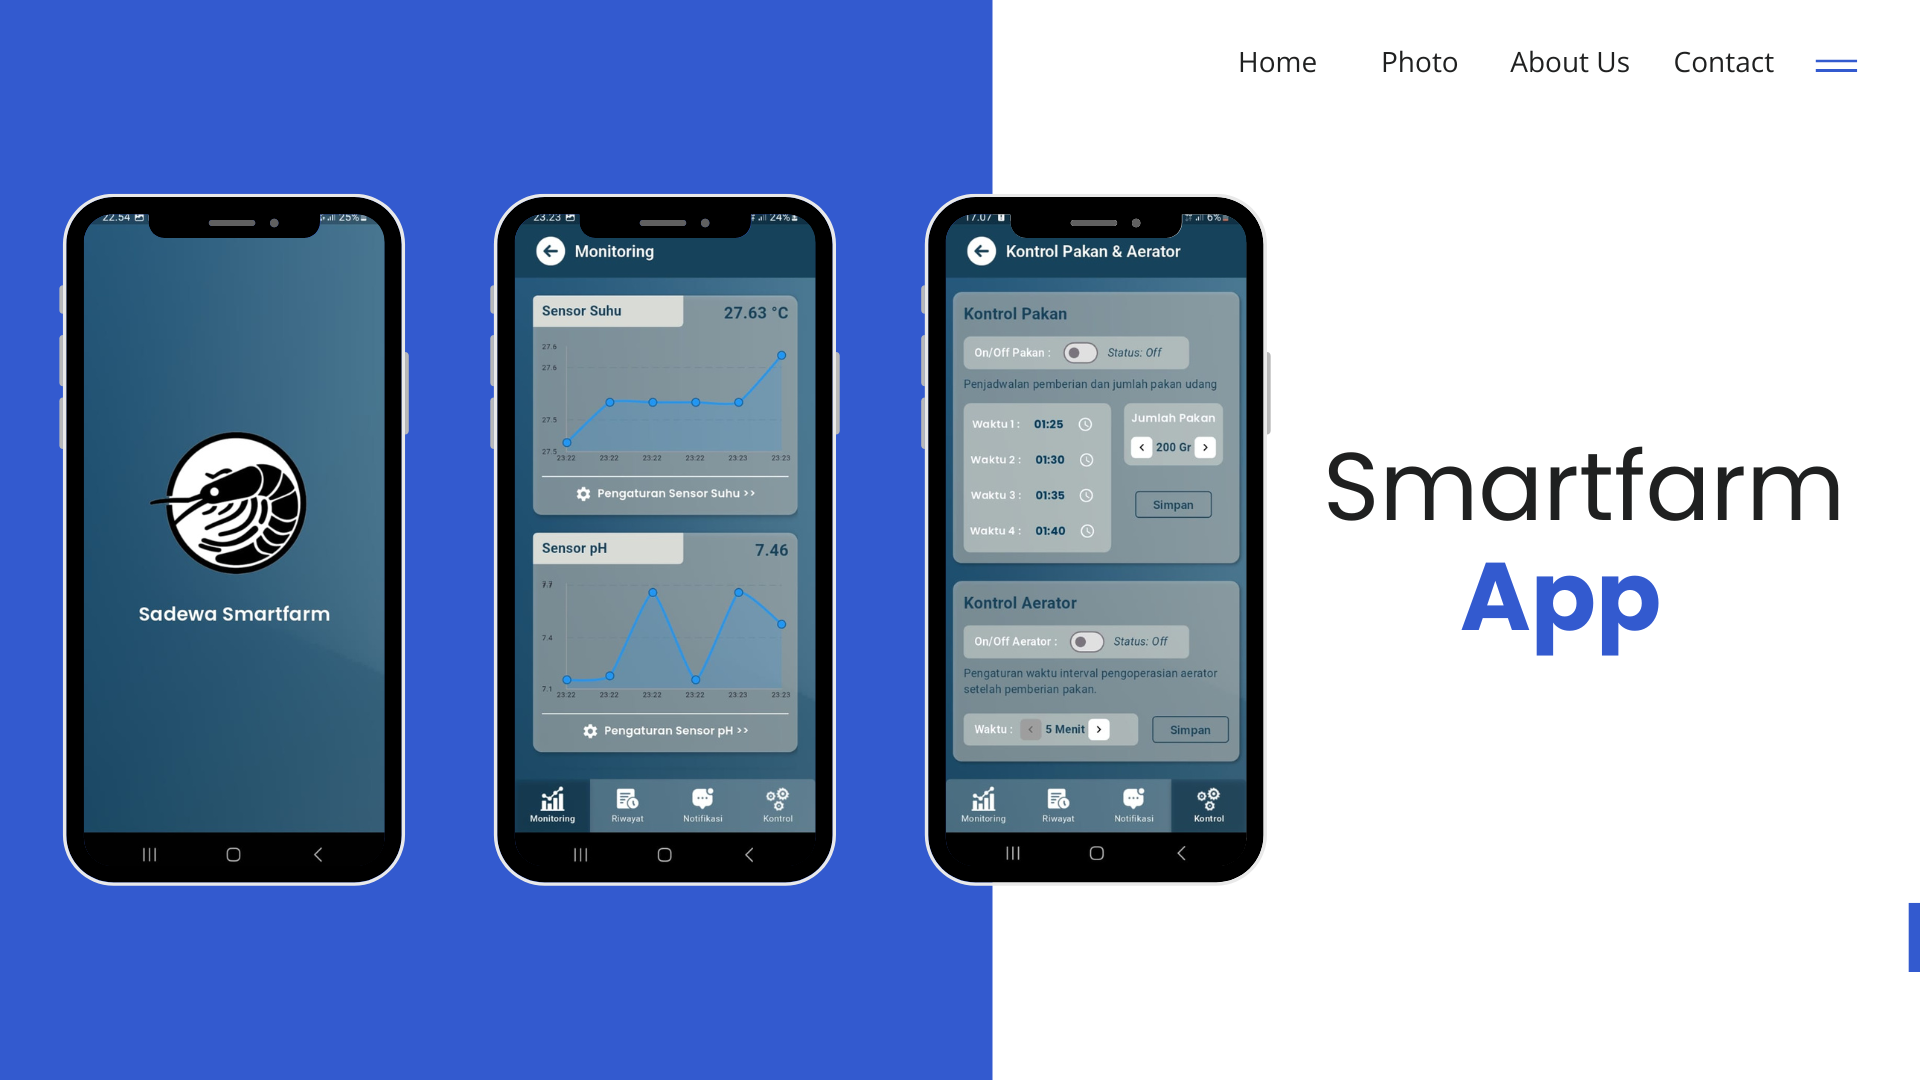 Home Photo About Us Contact
22.54 25%
Sadewa Smartfarm
23.23 24%
Monitoring
Sensor Suhu 27.63 °C
27.6
27.6
27.5
27.5
23:22 23:22 23:22 23:22 23:23 23:23
Pengaturan Sensor Suhu >>
Sensor pH 7.46
7.4
7.1
23:22 23:22 23:22 23:22 23:23 23:23
Pengaturan Sensor pH >>
Monitoring Riwayat Notifikasi Kontrol
17.07 6%
Kontrol Pakan & Aerator
Kontrol Pakan
On/Off Pakan : Status: Off
Penjadwalan pemberian dan jumlah pakan udang
Waktu 1 : 01:25
Waktu 2 : 01:30
Waktu 3 : 01:35
Waktu 4 : 01:40
Jumlah Pakan
< 200 Gr >
Simpan
Kontrol Aerator
On/Off Aerator : Status: Off
Pengaturan waktu interval pengoperasian aerator
setelah pemberian pakan.
Waktu : < 5 Menit >
Simpan
Monitoring Riwayat Notifikasi Kontrol
Smartfarm
App